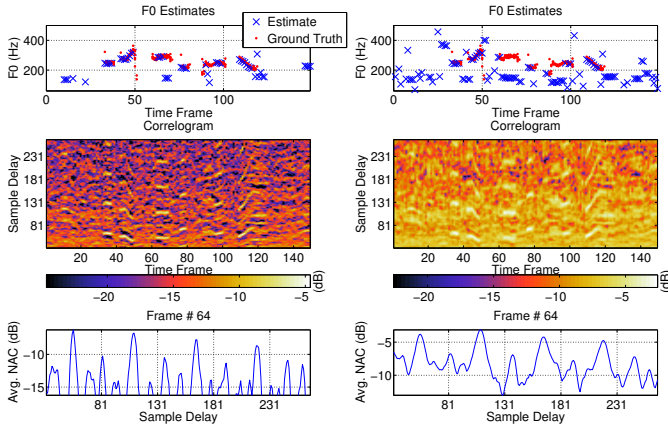 F0 Estimates
F0 Estimates
Estimate
Ground Truth
400
200
F0 (Hz)
50
100
Time Frame
400
200
F0 (Hz)
0
50
100
150
Time Frame
Correlogram
Correlogram
231
181
131
81
Sample Delay
20
40
60
80
100
120
140
Time Frame
231
181
131
81
Sample Delay
20
40
60
80
100
120
140
Time Frame
−20
−15
−10
−5
(dB)
−20
−15
−10
−5
(dB)
Frame # 64
Frame # 64
−10
−15
Avg. NAC (dB)
81
131
181
231
Sample Delay
−5
−10
Avg. NAC (dB)
81
131
181
231
Sample Delay